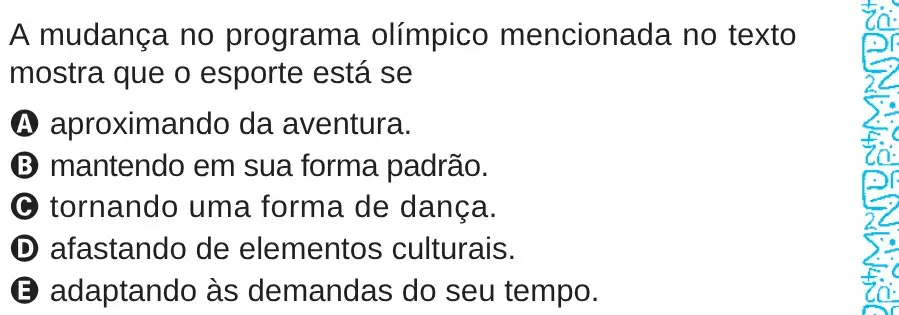 A mudança no programa olímpico mencionada no texto
mostra que o esporte está se
A aproximando da aventura.
B mantendo em sua forma padrão.
C tornando uma forma de dança.
D afastando de elementos culturais.
E adaptando às demandas do seu tempo.